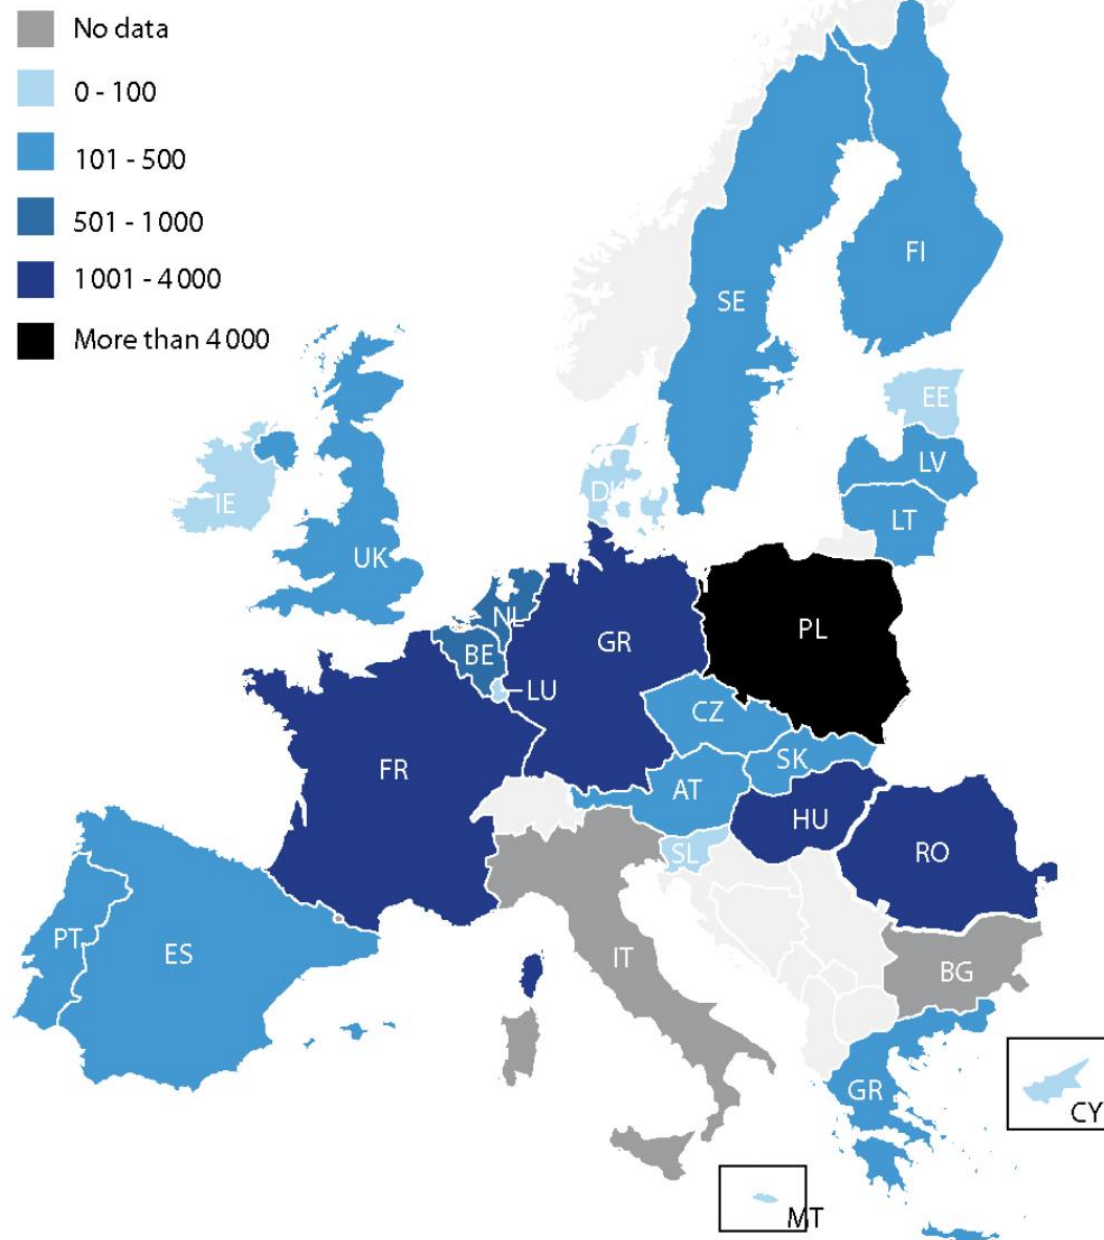 No data
0 - 100
101 - 500
501 - 1000
1001 - 4000
More than 4000
FI
SE
EE
LV
IE
DK
LT
UK
NL
PL
GR
BE
LU
CZ
SK
FR
AT
HU
SL
RO
PT
ES
IT
BG
GR
CY
MT